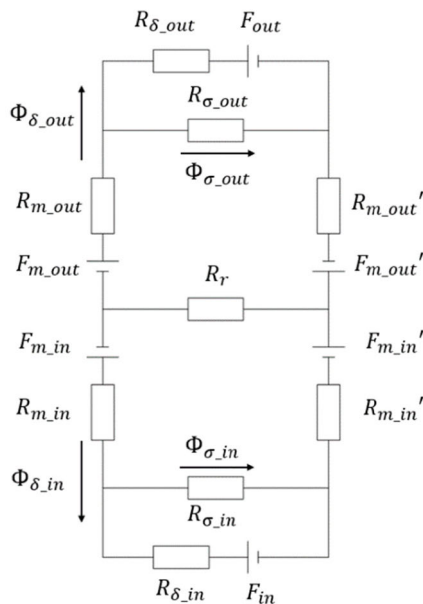 R_δ_out F_out
R_σ_out
Φ_δ_out
Φ_σ_out
R_m_out R_m_out'
F_m_out R_r F_m_out'
F_m_in F_m_in'
R_m_in R_m_in'
Φ_σ_in
Φ_δ_in
R_σ_in
R_δ_in F_in